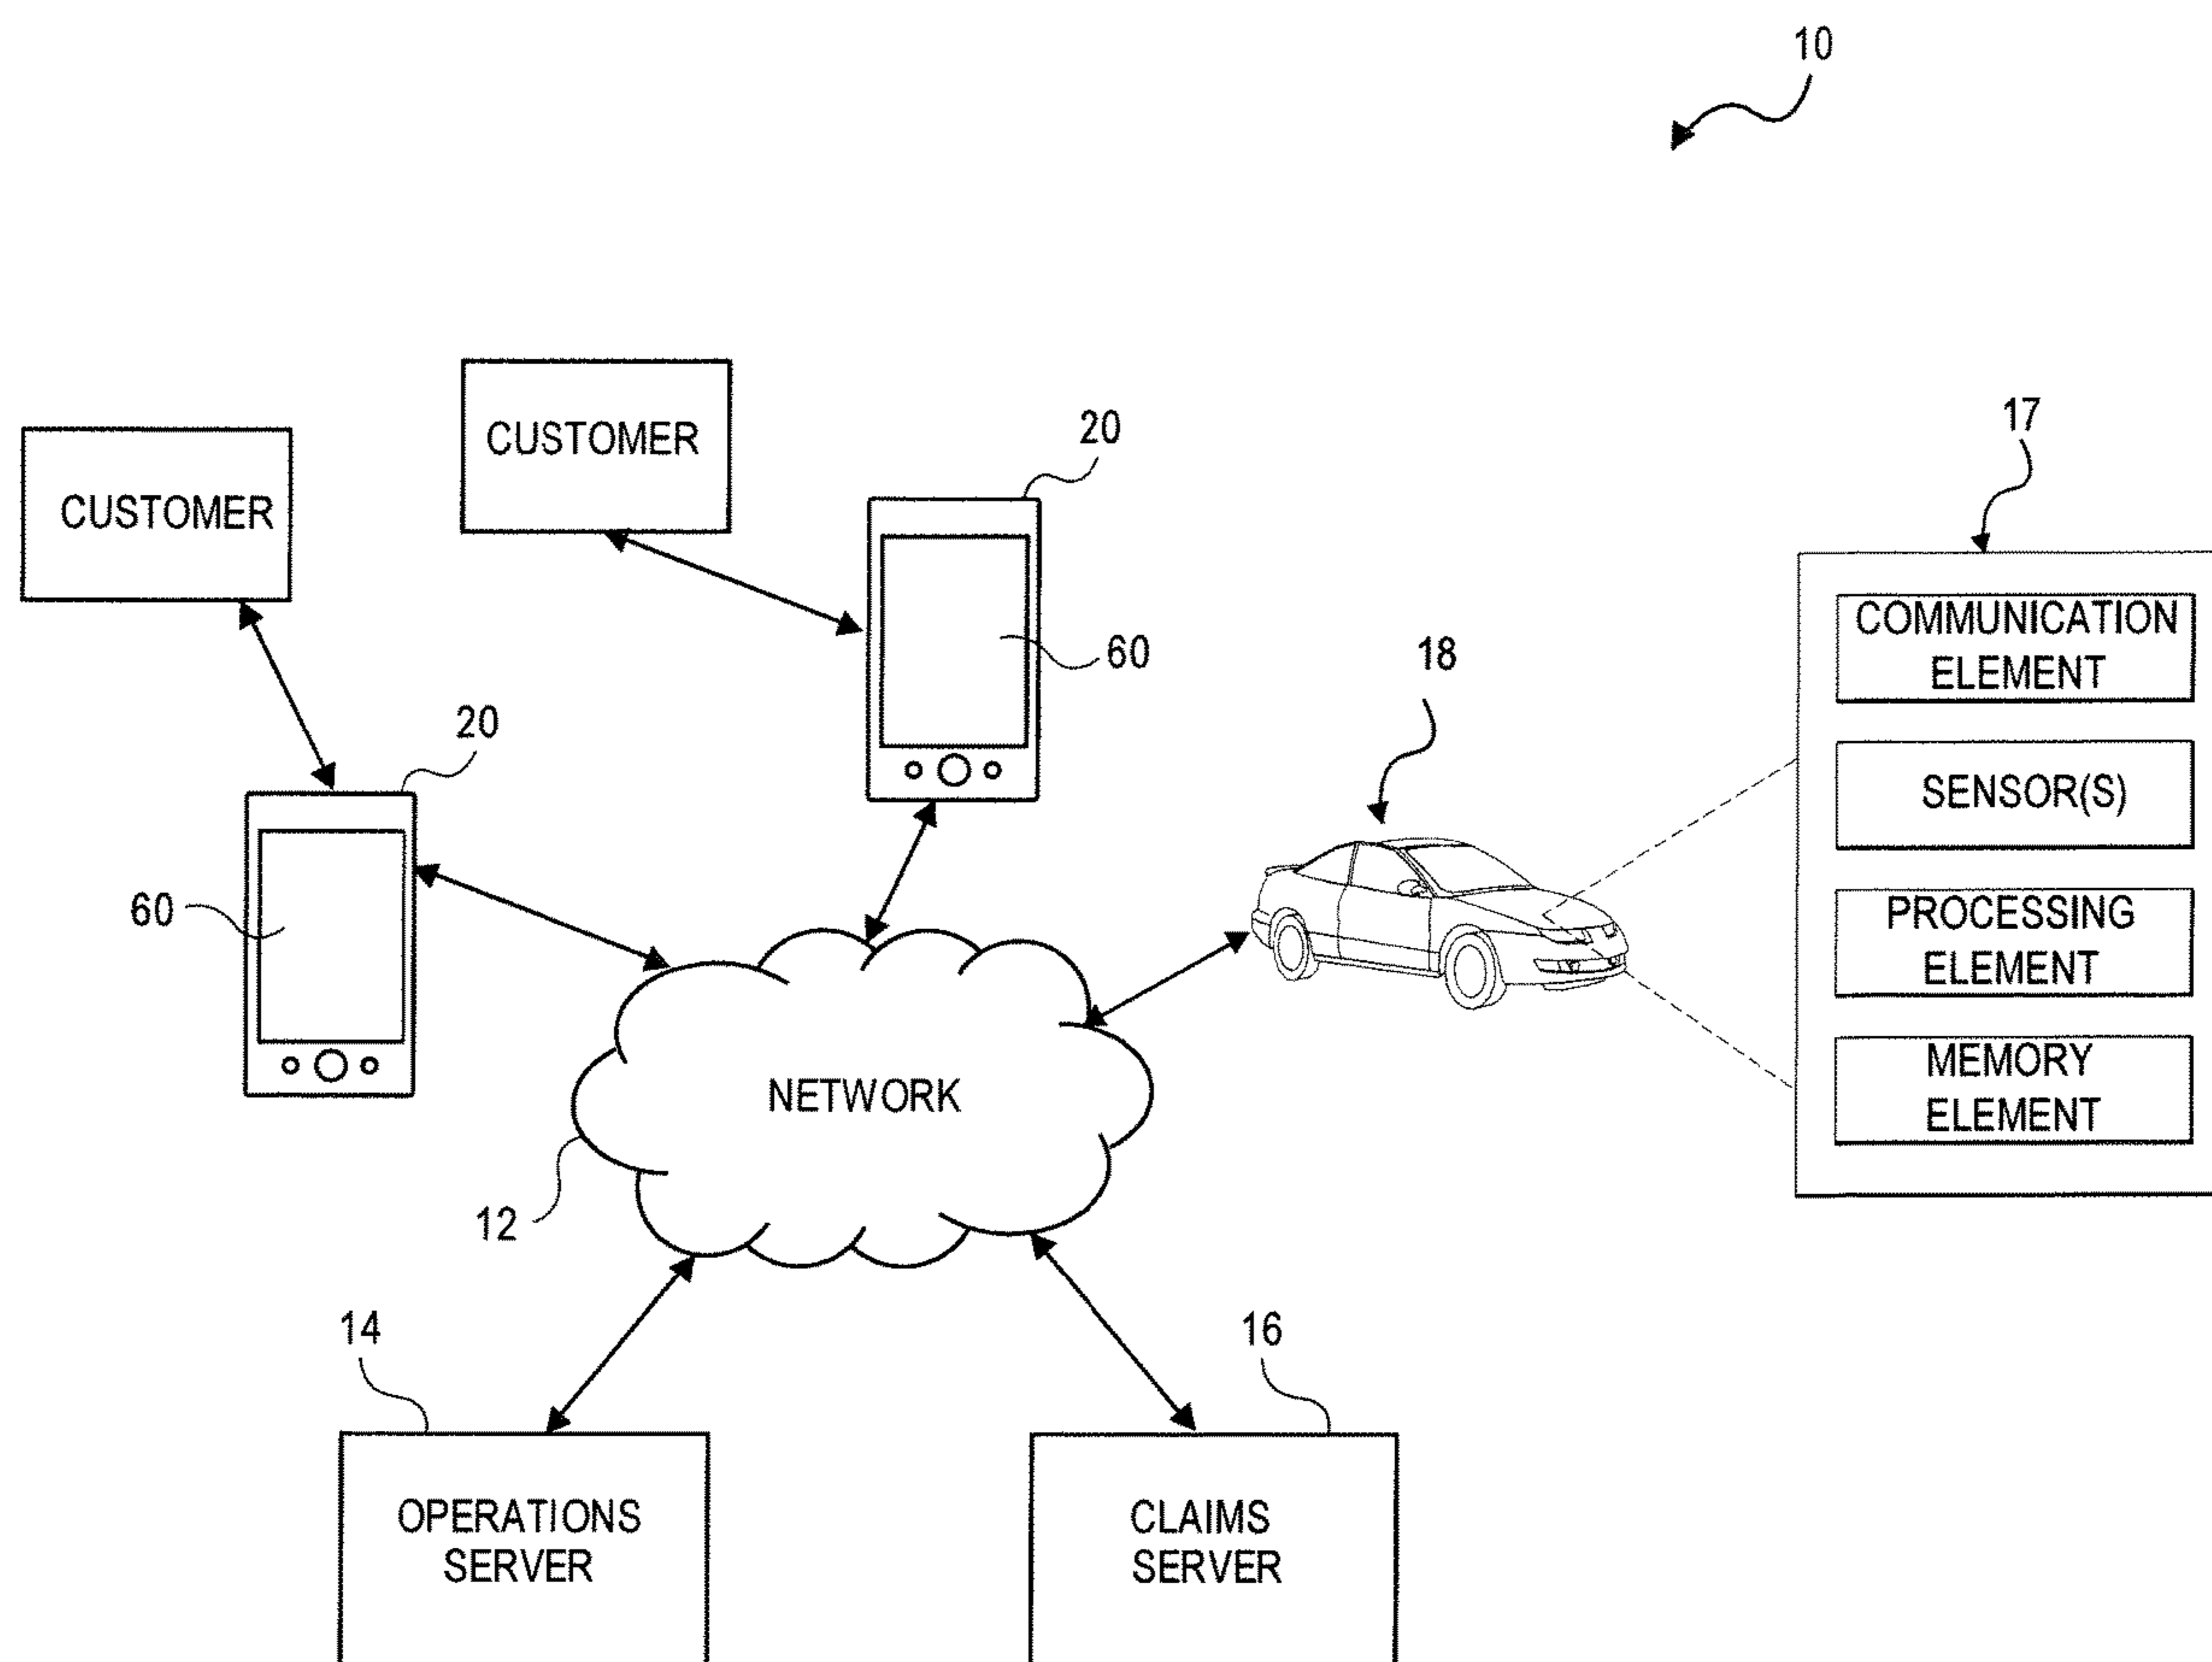 10
CUSTOMER
CUSTOMER
20
17
60
18
COMMUNICATION
ELEMENT
SENSOR(S)
PROCESSING
ELEMENT
MEMORY
ELEMENT
20
60
NETWORK
12
14
16
OPERATIONS
SERVER
CLAIMS
SERVER